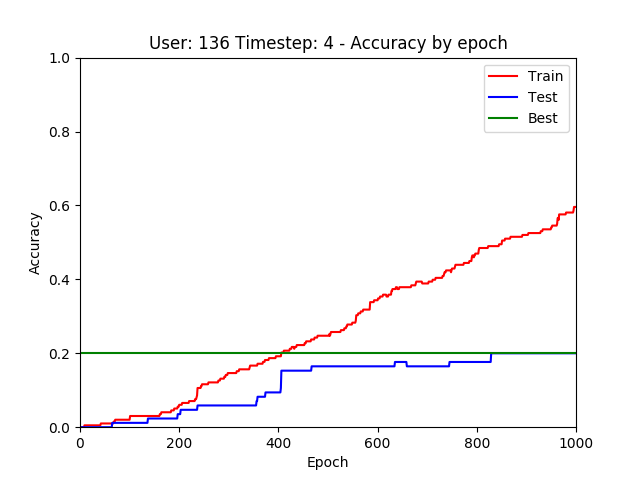 User: 136 Timestep: 4 - Accuracy by epoch
1.0
0.8
0.6
0.4
0.2
0.0
Accuracy
Train
Test
Best
0 200 400 600 800 1000
Epoch